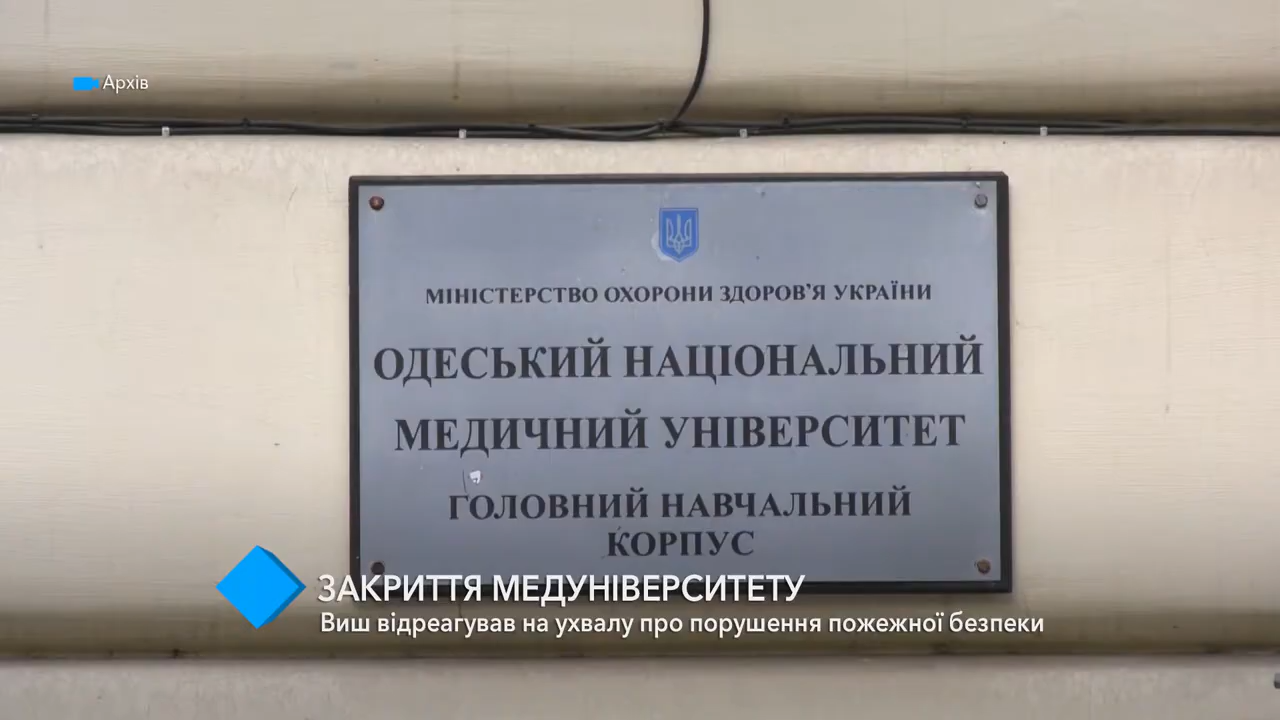 Архів
МІНІСТЕРСТВО ОХОРОНИ ЗДОРОВ'Я УКРАЇНИ
ОДЕСЬКИЙ НАЦІОНАЛЬНИЙ
МЕДИЧНИЙ УНІВЕРСИТЕТ
ГОЛОВНИЙ НАВЧАЛЬНИЙ
КОРПУС
ЗАКРИТТЯ МЕДУНІВЕРСИТЕТУ
Виш відреагував на ухвалу про порушення пожежної безпеки